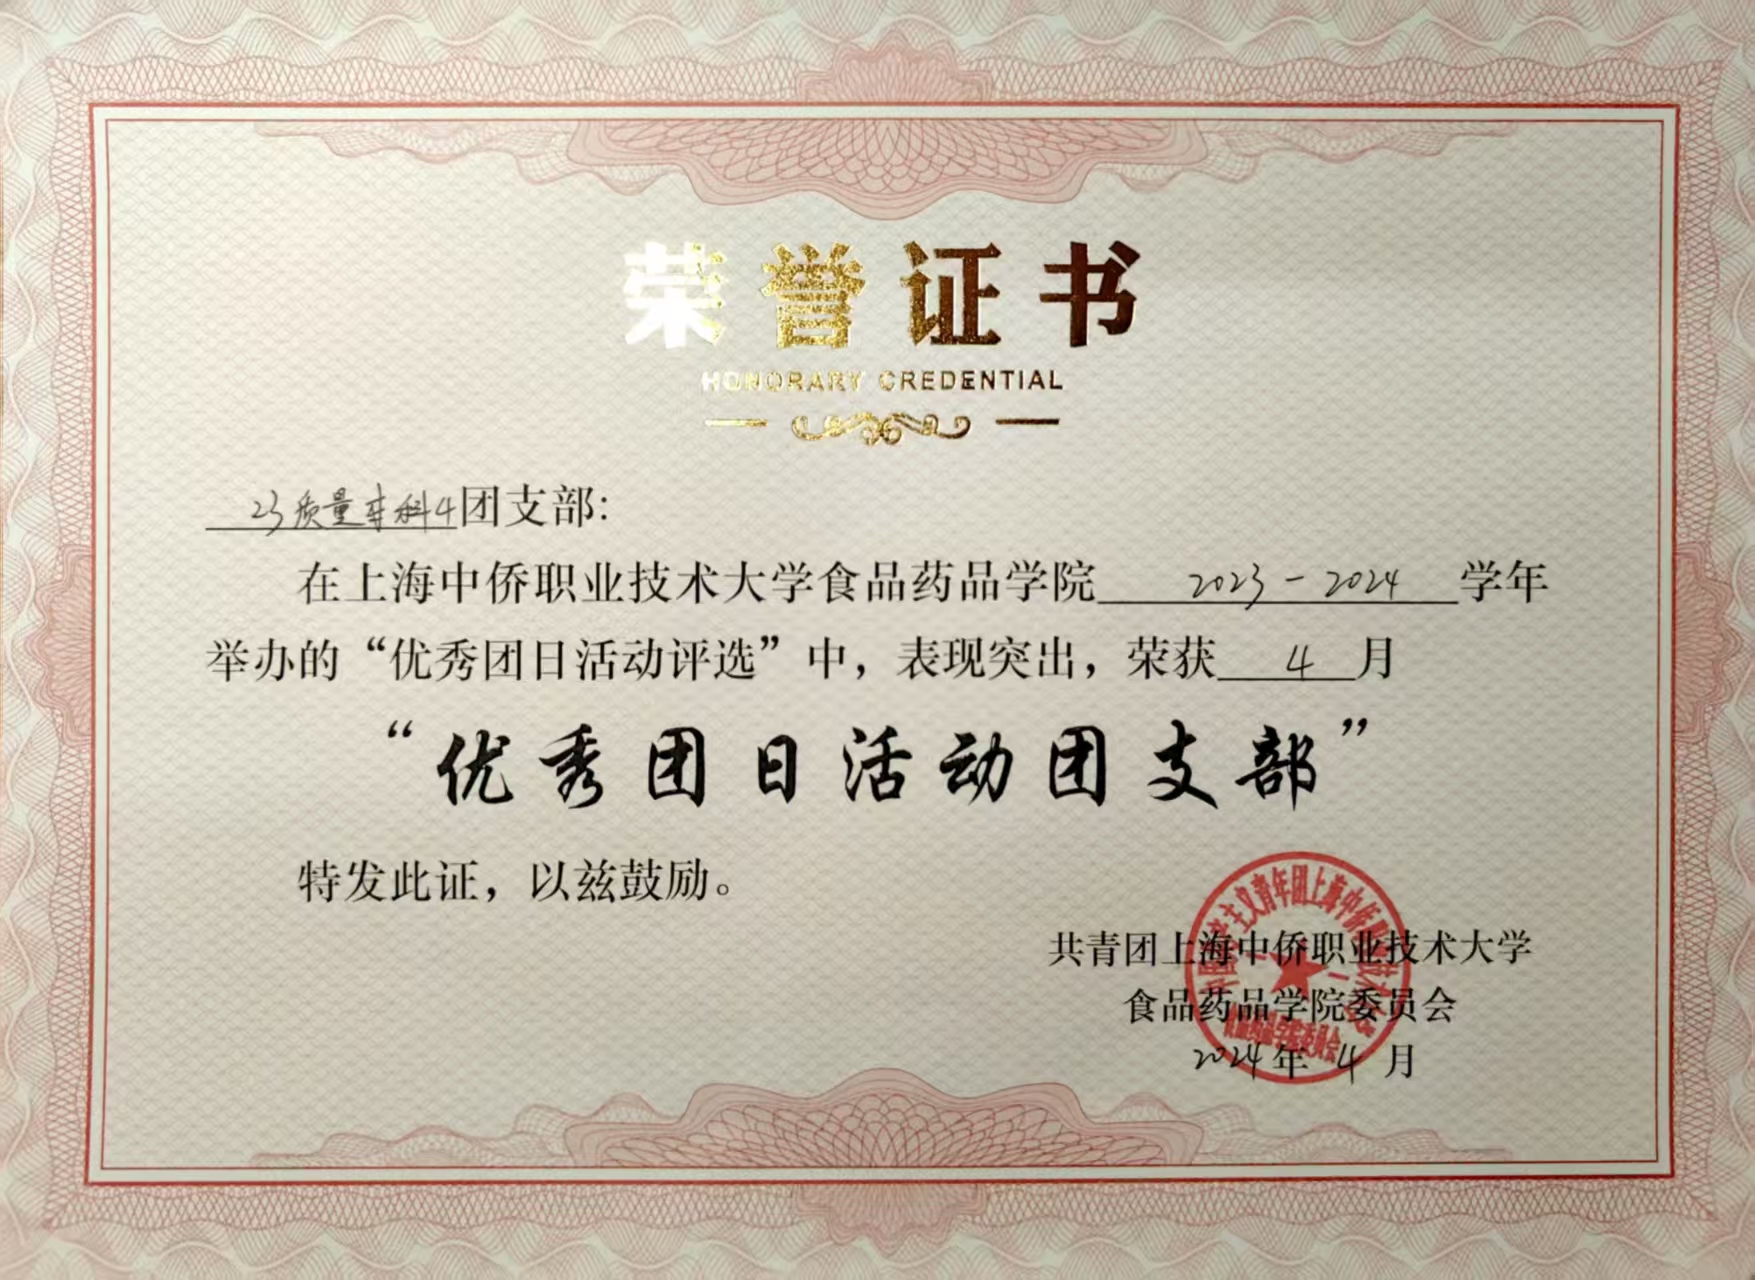 荣誉证书
HONORARY CREDENTIAL
23质量本科4团支部:
在上海中侨职业技术大学食品药品学院 2023-2024 学年
举办的“优秀团日活动评选”中，表现突出，荣获 4 月
“优秀团日活动团支部”
特发此证，以兹鼓励。
共青团上海中侨职业技术大学
食品药品学院委员会
2024年4月